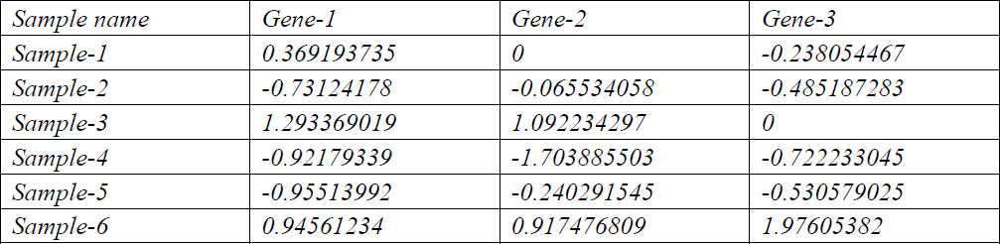 Sample name Gene-1 Gene-2 Gene-3
Sample-1 0.369193735 0 -0.238054467
Sample-2 -0.73124178 -0.065534058 -0.485187283
Sample-3 1.293369019 1.092234297 0
Sample-4 -0.92179339 -1.703885503 -0.722233045
Sample-5 -0.95513992 -0.240291545 -0.530579025
Sample-6 0.94561234 0.917476809 1.97605382